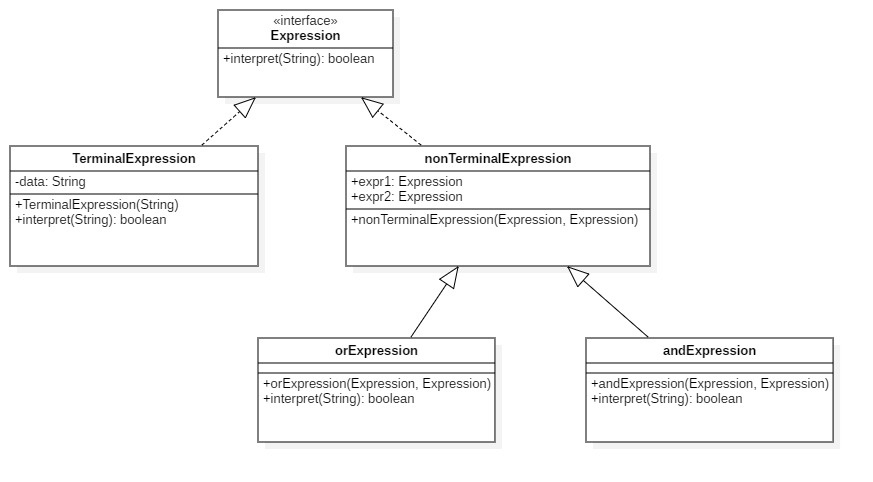 «interface»
Expression
+interpret(String): boolean
TerminalExpression
-data: String
+TerminalExpression(String)
+interpret(String): boolean
nonTerminalExpression
+expr1: Expression
+expr2: Expression
+nonTerminalExpression(Expression, Expression)
orExpression
+orExpression(Expression, Expression)
+interpret(String): boolean
andExpression
+andExpression(Expression, Expression)
+interpret(String): boolean